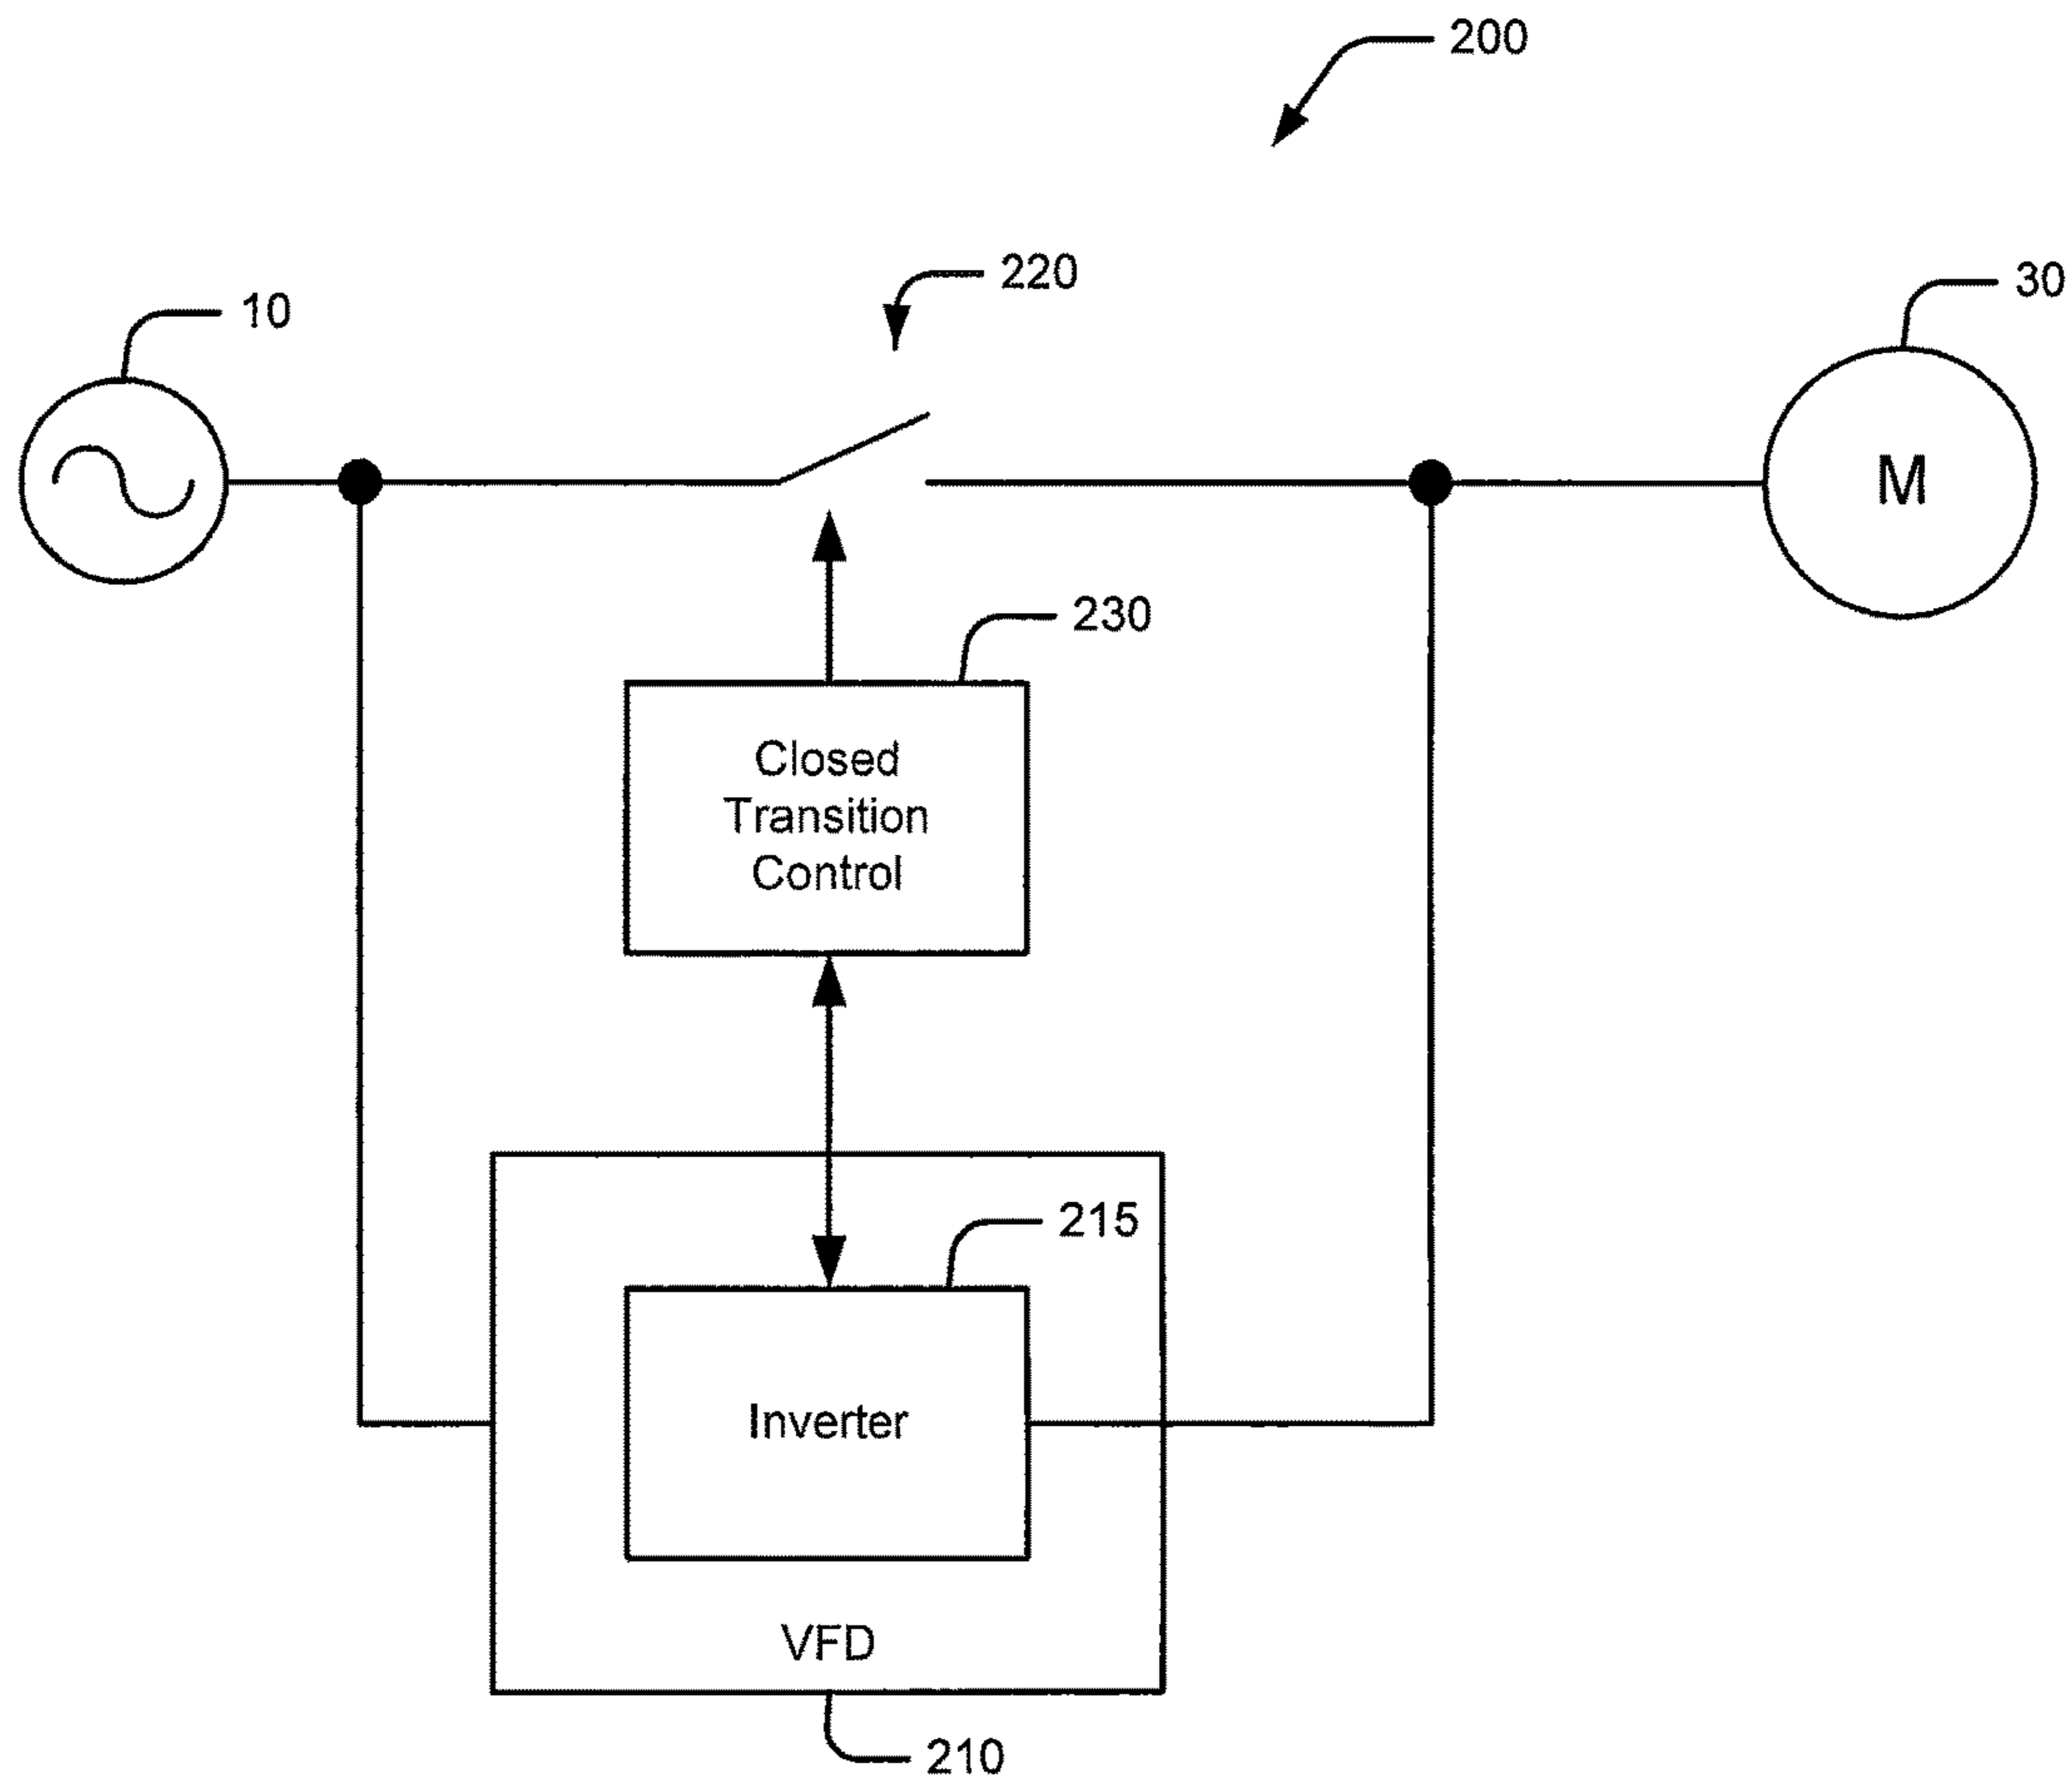 200
220
10
30
M
230
Closed
Transition
Control
215
Inverter
VFD
210